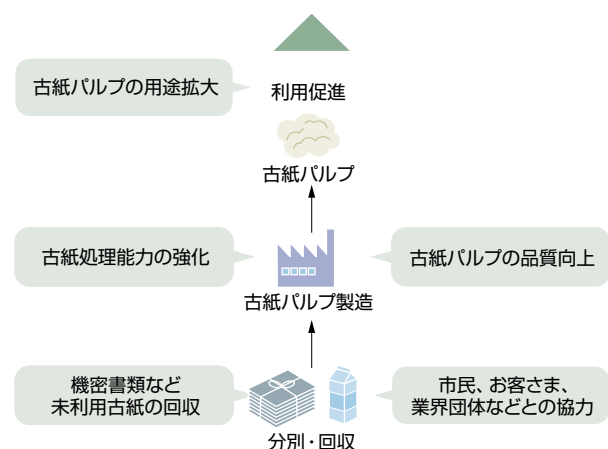 古紙パルプの用途拡大
利用促進
古紙パルプ
古紙処理能力の強化
古紙パルプの品質向上
古紙パルプ製造
機密書類など
未利用古紙の回収
市民、お客さま、
業界団体などとの協力
分別・回収